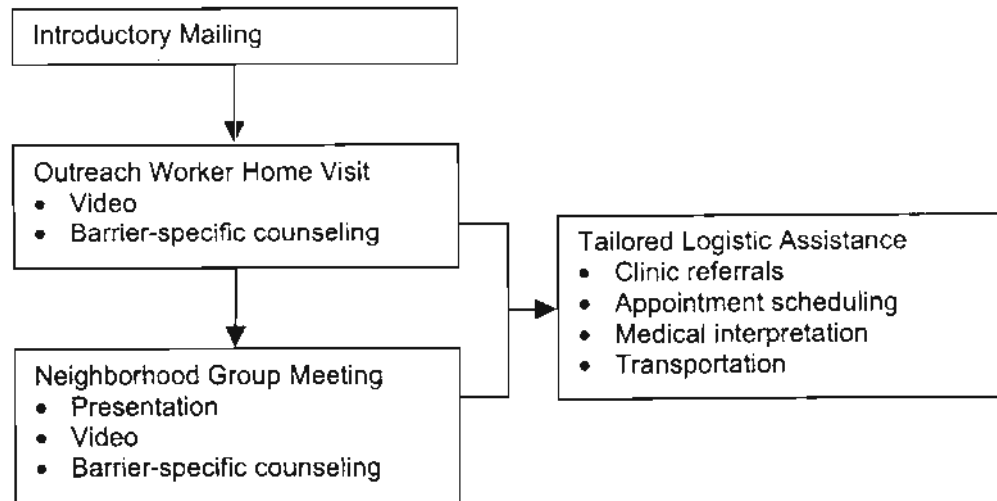 Introductory Mailing
Outreach Worker Home Visit
• Video
• Barrier-specific counseling
Neighborhood Group Meeting
• Presentation
• Video
• Barrier-specific counseling
Tailored Logistic Assistance
• Clinic referrals
• Appointment scheduling
• Medical interpretation
• Transportation